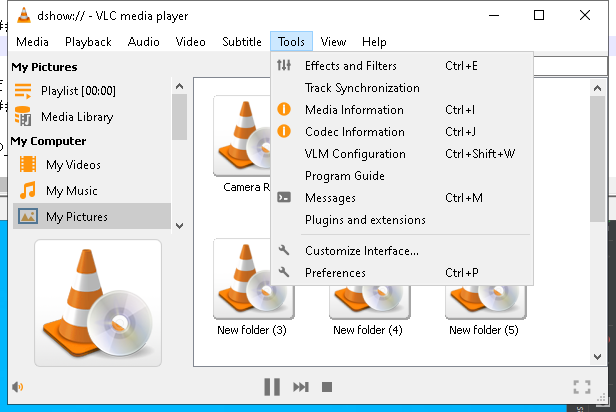 dshow:// - VLC media player
Media Playback Audio Video Subtitle Tools View Help
My Pictures
Playlist [00:00]
Media Library
My Computer
My Videos
My Music
My Pictures
Effects and Filters Ctrl+E
Track Synchronization
Media Information Ctrl+I
Codec Information Ctrl+J
VLM Configuration Ctrl+Shift+W
Program Guide
Messages Ctrl+M
Plugins and extensions
Customize Interface...
Preferences Ctrl+P
Camera R
New folder (3) New folder (4) New folder (5)